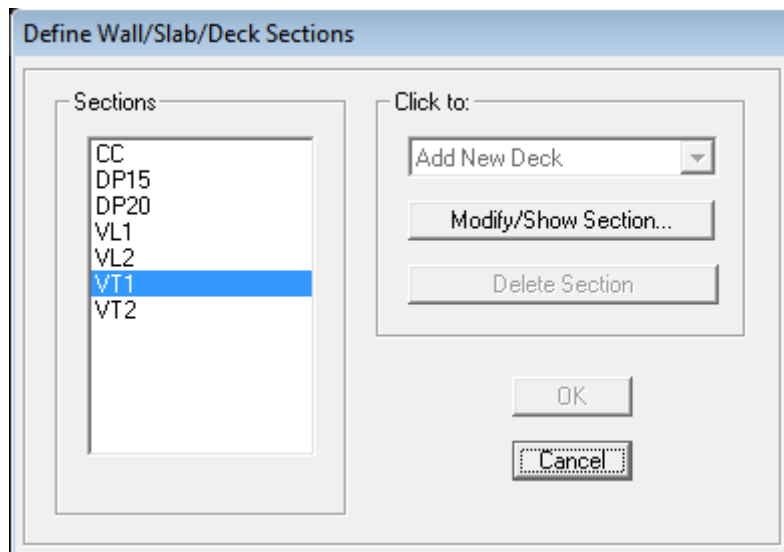 Define Wall/Slab/Deck Sections
Sections
CC
DP15
DP20
VL1
VL2
VT1
VT2
Click to:
Add New Deck
Modify/Show Section...
Delete Section
OK
Cancel